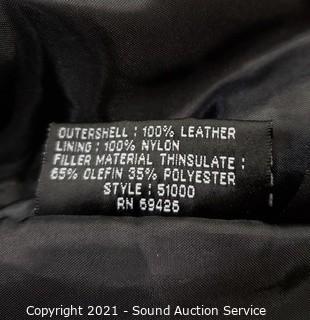 OUTERSHELL : 100% LEATHER
LINING : 100% NYLON
FILLER MATERIAL THINSULATE :
65% OLEFIN 35% POLYESTER
STYLE : 51000
RN 59426
Copyright 2021 - Sound Auction Service